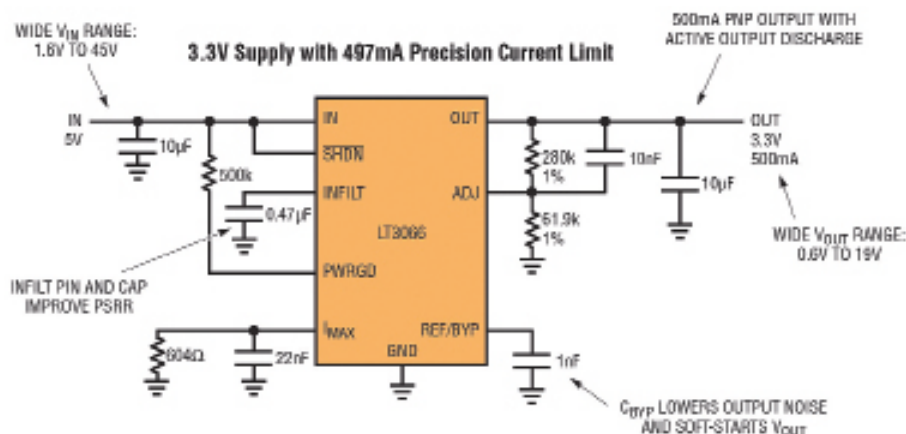 WIDE VIN RANGE:
1.6V TO 45V
3.3V Supply with 497mA Precision Current Limit
500mA PNP OUTPUT WITH
ACTIVE OUTPUT DISCHARGE
IN
5V
10µF
500k
IN
SHDN
INFILT
0.47µF
LT3066
PWRGD
IMAX
GND
OUT
ADJ
REF/BYP
280k
1%
10nF
61.9k
1%
10µF
OUT
3.3V
500mA
WIDE VOUT RANGE:
0.6V TO 19V
INFILT PIN AND CAP
IMPROVE PSRR
604Ω
22nF
1nF
CBYP LOWERS OUTPUT NOISE
AND SOFT-STARTS VOUT